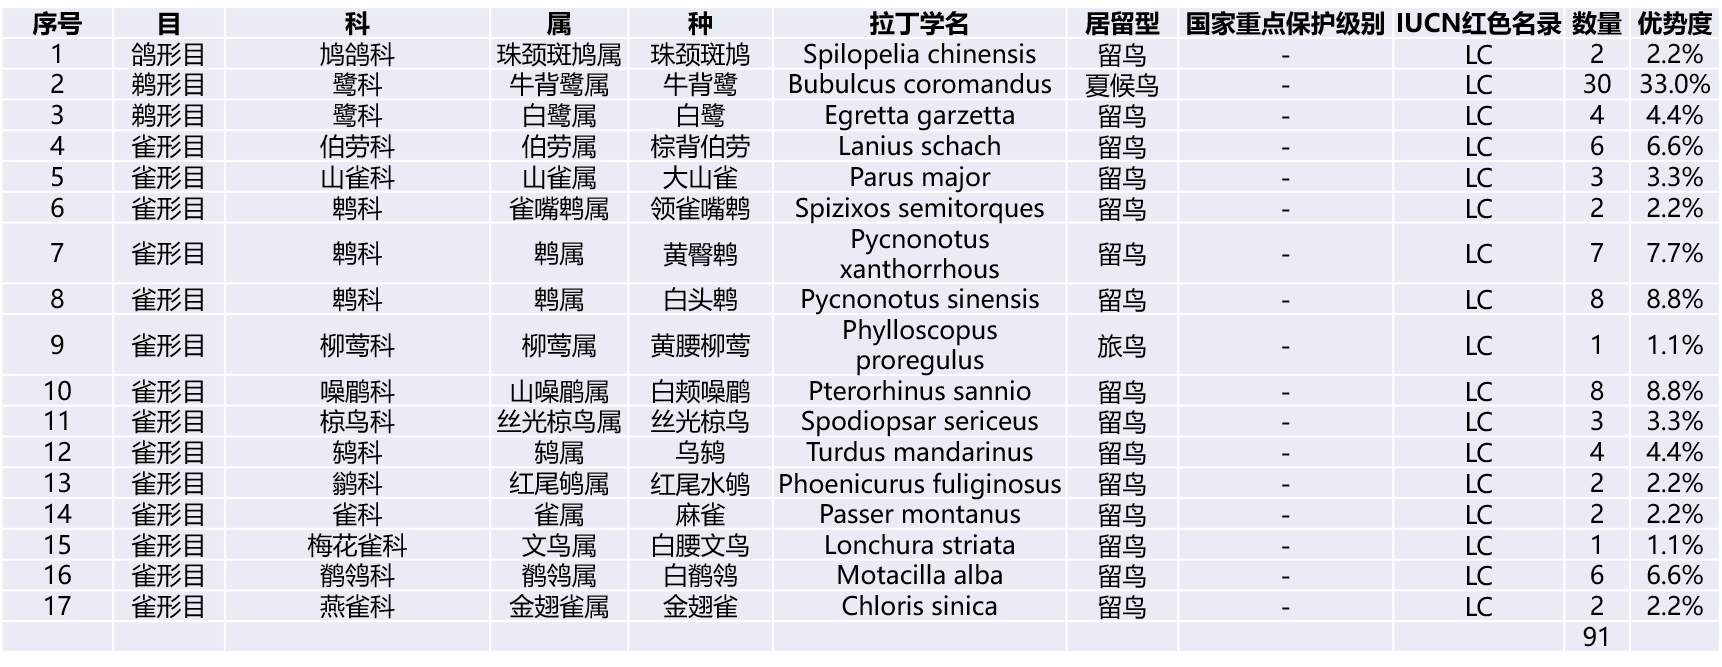 序号 目 科 属 种 拉丁学名 居留型 国家重点保护级别 IUCN红色名录 数量 优势度
1 鸽形目 鸠鸽科 珠颈斑鸠属 珠颈斑鸠 Spilopelia chinensis 留鸟 - LC 2 2.2%
2 鹈形目 鹭科 牛背鹭属 牛背鹭 Bubulcus coromandus 夏候鸟 - LC 30 33.0%
3 鹈形目 鹭科 白鹭属 白鹭 Egretta garzetta 留鸟 - LC 4 4.4%
4 雀形目 伯劳科 伯劳属 棕背伯劳 Lanius schach 留鸟 - LC 6 6.6%
5 雀形目 山雀科 山雀属 大山雀 Parus major 留鸟 - LC 3 3.3%
6 雀形目 鹎科 雀嘴鹎属 领雀嘴鹎 Spizixos semitorques 留鸟 - LC 2 2.2%
7 雀形目 鹎科 鹎属 黄臀鹎 Pycnonotus
xanthorrhous 留鸟 - LC 7 7.7%
8 雀形目 鹎科 鹎属 白头鹎 Pycnonotus sinensis 留鸟 - LC 8 8.8%
9 雀形目 柳莺科 柳莺属 黄腰柳莺 Phylloscopus
proregulus 旅鸟 - LC 1 1.1%
10 雀形目 噪鹛科 山噪鹛属 白颊噪鹛 Pterorhinus sannio 留鸟 - LC 8 8.8%
11 雀形目 椋鸟科 丝光椋鸟属 丝光椋鸟 Spodiopsar sericeus 留鸟 - LC 3 3.3%
12 雀形目 鸫科 鸫属 乌鸫 Turdus mandarinus 留鸟 - LC 4 4.4%
13 雀形目 鹟科 红尾鸲属 红尾水鸲 Phoenicurus fuliginosus 留鸟 - LC 2 2.2%
14 雀形目 雀科 雀属 麻雀 Passer montanus 留鸟 - LC 2 2.2%
15 雀形目 梅花雀科 文鸟属 白腰文鸟 Lonchura striata 留鸟 - LC 1 1.1%
16 雀形目 鹡鸰科 鹡鸰属 白鹡鸰 Motacilla alba 留鸟 - LC 6 6.6%
17 雀形目 燕雀科 金翅雀属 金翅雀 Chloris sinica 留鸟 - LC 2 2.2%
91